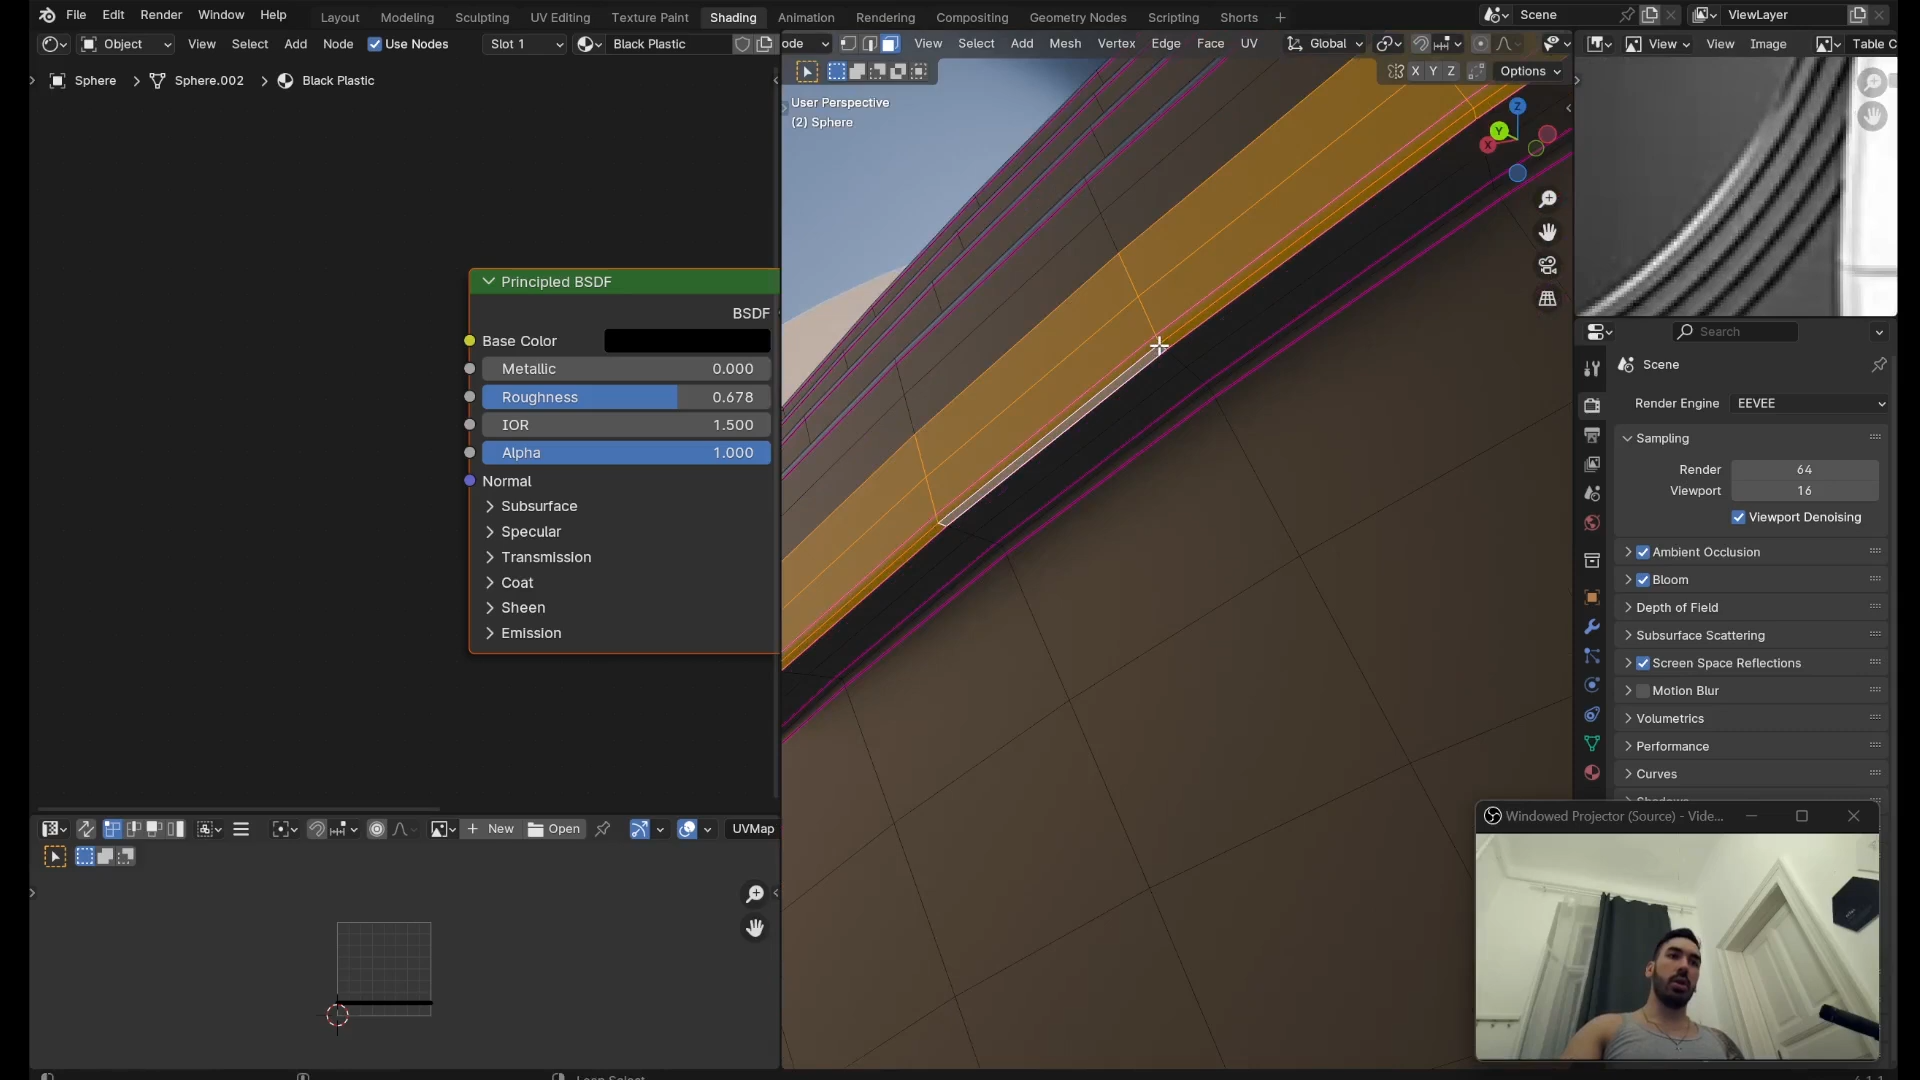 File Edit Render Window Help Layout Modeling Sculpting UV Editing Texture Paint Shading Animation Rendering Compositing Geometry Nodes Scripting Shorts + Scene ViewLayer
Object View Select Add Node Use Nodes Slot 1 Black Plastic ode View Select Add Mesh Vertex Edge Face UV Global View View Image Table C
X Y Z Options
Sphere Sphere.002 Black Plastic
User Perspective
(2) Sphere
Z
Y
X
Principled BSDF
BSDF
Base Color
Metallic 0.000
Roughness 0.678
IOR 1.500
Alpha 1.000
Normal
Subsurface
Specular
Transmission
Coat
Sheen
Emission
Search
Scene
Render Engine EEVEE
Sampling
Render 64
Viewport 16
Viewport Denoising
Ambient Occlusion
Bloom
Depth of Field
Subsurface Scattering
Screen Space Reflections
Motion Blur
Volumetrics
Performance
Curves
New Open UVMap
Windowed Projector (Source) - Vide...